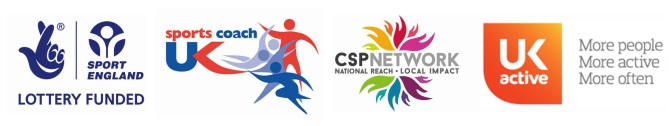 ®
SPORT
ENGLAND
LOTTERY FUNDED
sports coach
UK
CSPNETWORK
NATIONAL REACH • LOCAL IMPACT
UK
active
More people
More active
More often